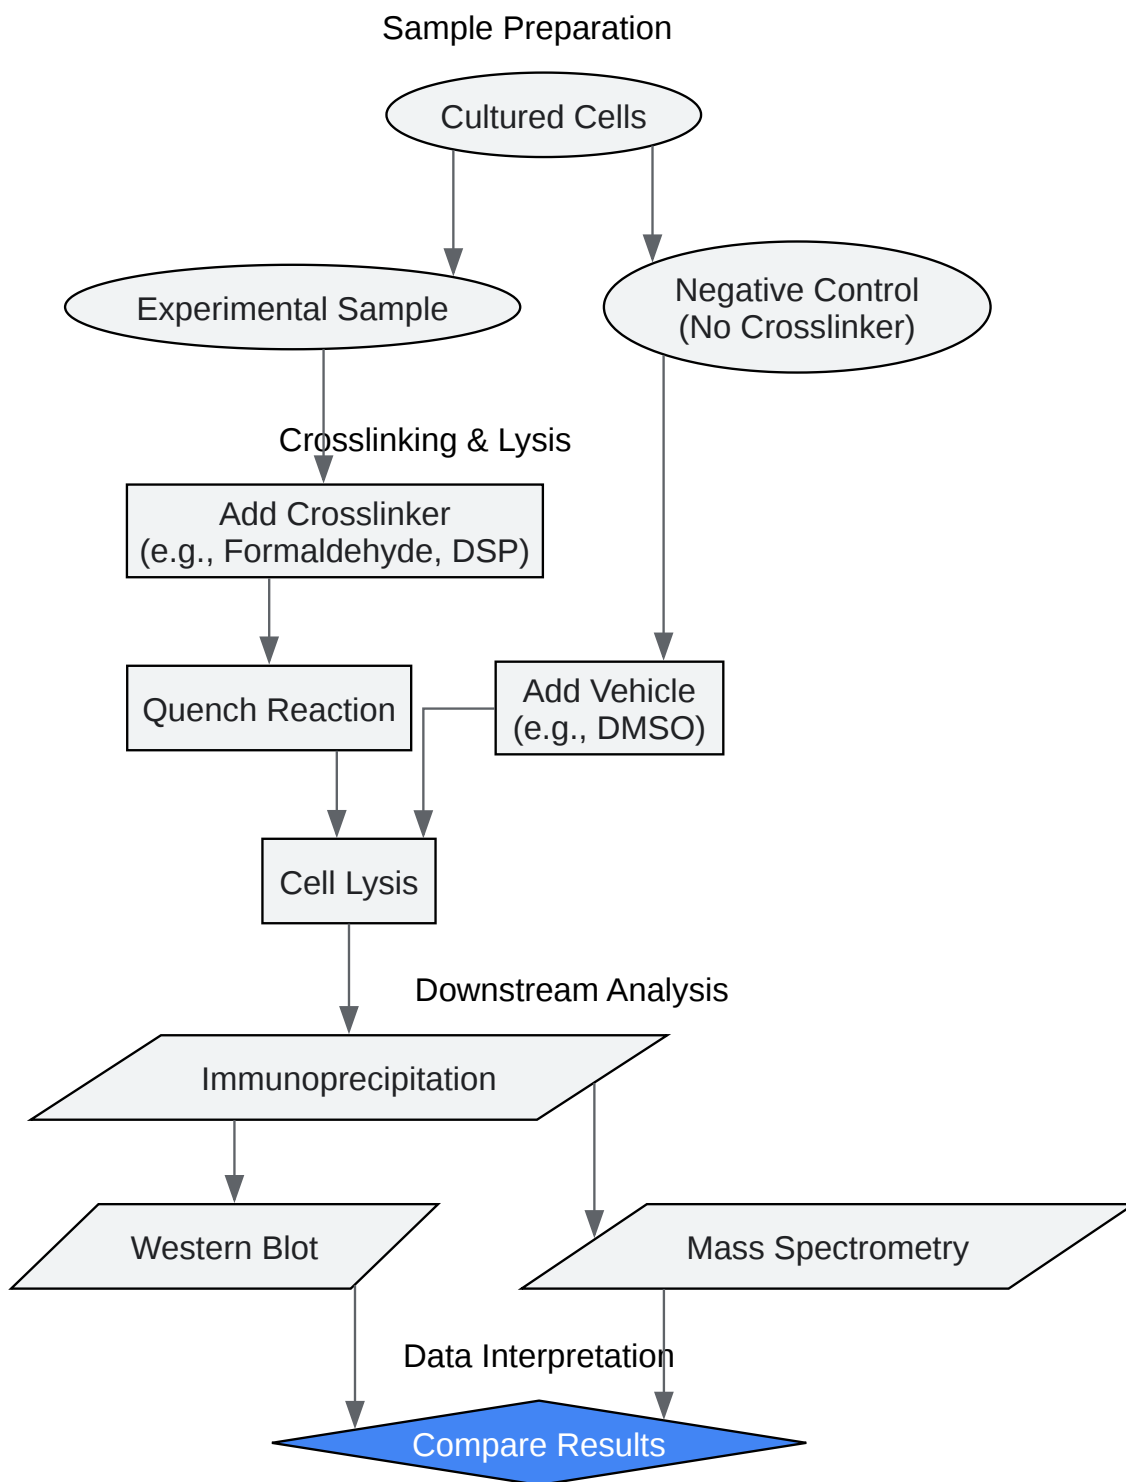 Sample Preparation
Cultured Cells
Experimental Sample
Negative Control
(No Crosslinker)
Crosslinking & Lysis
Add Crosslinker
(e.g., Formaldehyde, DSP)
Quench Reaction
Add Vehicle
(e.g., DMSO)
Cell Lysis
Downstream Analysis
Immunoprecipitation
Western Blot
Mass Spectrometry
Data Interpretation
Compare Results